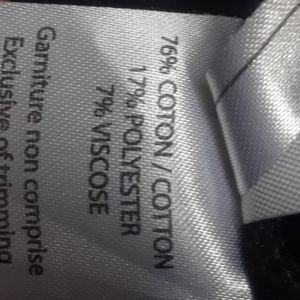 76% COTON / COTTON
17% POLYESTER
7% VISCOSE
Garniture non comprise
Exclusive of trimming